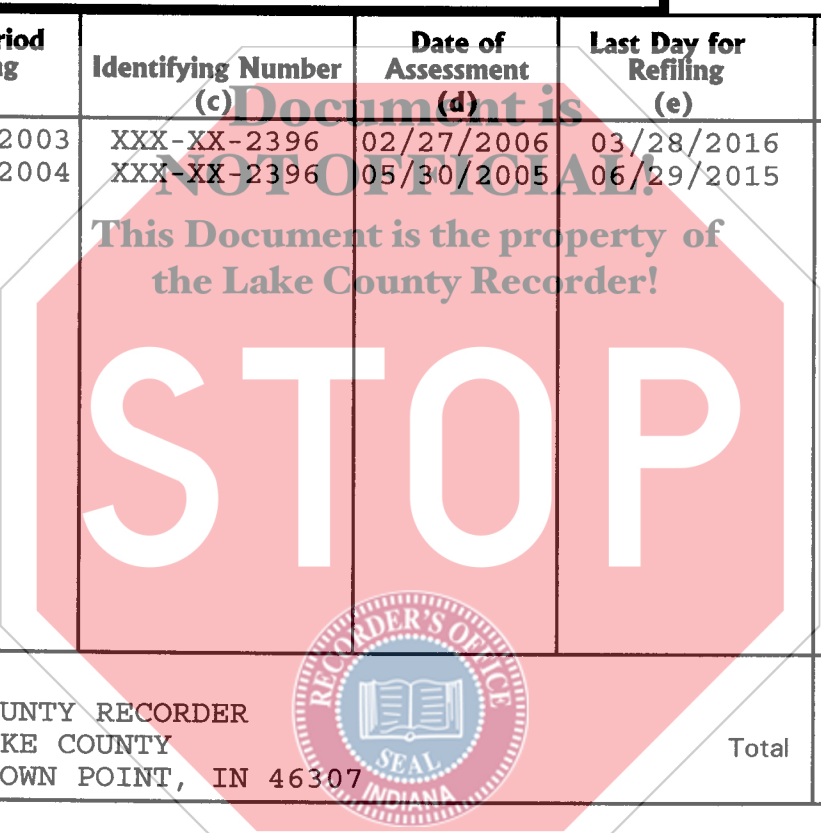 riod
ng
Identifying Number
(c)
Date of
Assessment
(d)
Last Day for
Refiling
(e)
2003 XXX-XX-2396 02/27/2006 03/28/2016
2004 XXX-XX-2396 05/30/2005 06/29/2015
Document is
NOT OFFICIAL!
This Document is the property of
the Lake County Recorder!
STOP
RECORDER'S OFFICE
SEAL
INDIANA
UNTY RECORDER
KE COUNTY
OWN POINT, IN 46307
Total